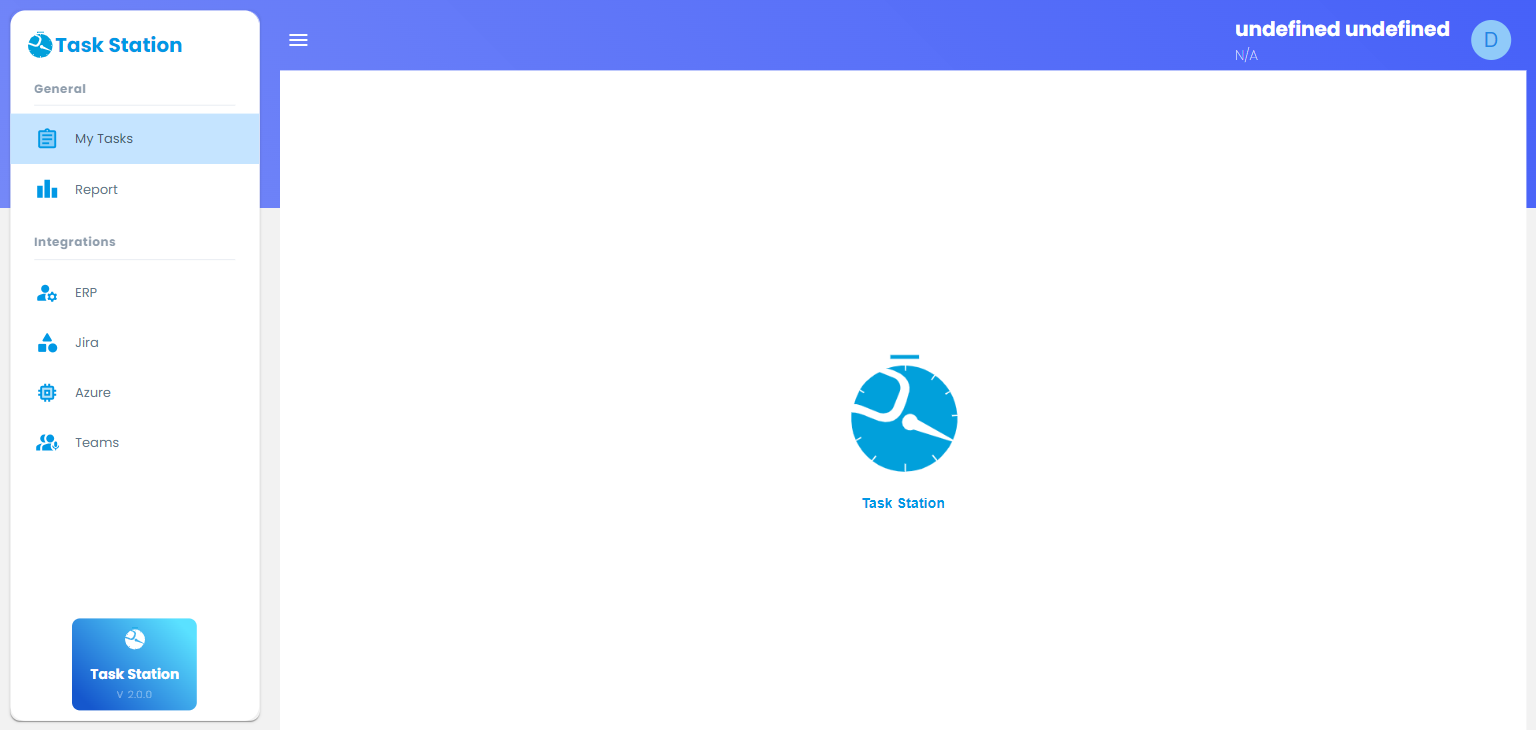 Task Station
General
My Tasks
Report
Integrations
ERP
Jira
Azure
Teams
Task Station
V 2.0.0
undefined undefined
N/A
D
Task Station